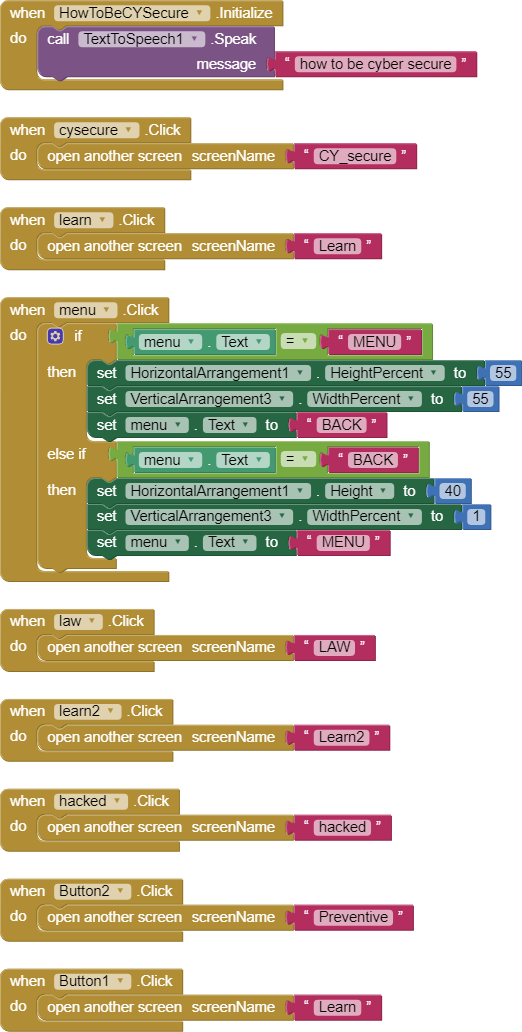 when HowToBeCYSecure .Initialize
do call TextToSpeech1 .Speak
message “ how to be cyber secure ”
when cysecure .Click
do open another screen screenName “ CY_secure ”
when learn .Click
do open another screen screenName “ Learn ”
when menu .Click
do if menu . Text = “ MENU ”
then set HorizontalArrangement1 . HeightPercent to 55
set VerticalArrangement3 . WidthPercent to 55
set menu . Text to “ BACK ”
else if menu . Text = “ BACK ”
then set HorizontalArrangement1 . Height to 40
set VerticalArrangement3 . WidthPercent to 1
set menu . Text to “ MENU ”
when law .Click
do open another screen screenName “ LAW ”
when learn2 .Click
do open another screen screenName “ Learn2 ”
when hacked .Click
do open another screen screenName “ hacked ”
when Button2 .Click
do open another screen screenName “ Preventive ”
when Button1 .Click
do open another screen screenName “ Learn ”